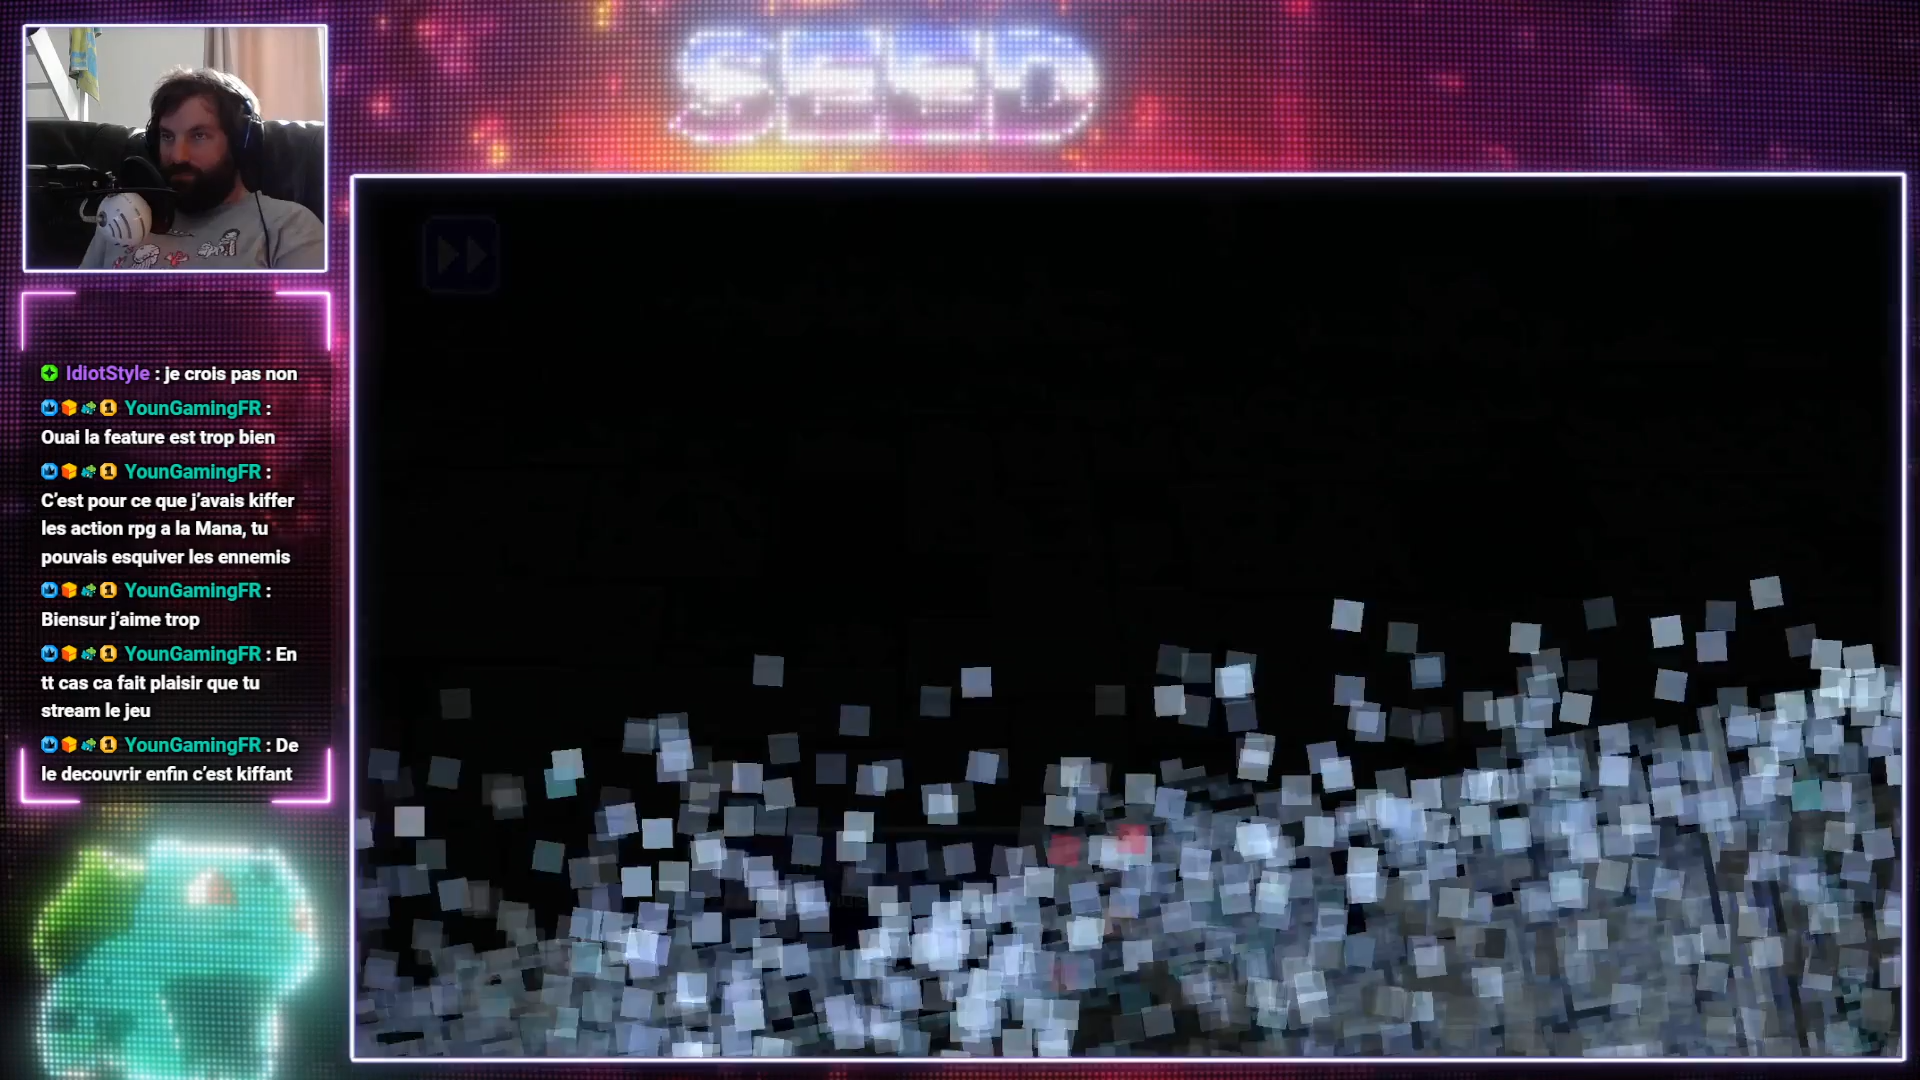 SEED
IdiotStyle : je crois pas non
YounGamingFR :
Ouai la feature est trop bien
YounGamingFR :
C’est pour ce que j’avais kiffer
les action rpg a la Mana, tu
pouvais esquiver les ennemis
YounGamingFR :
Biensur j’aime trop
YounGamingFR : En
tt cas ca fait plaisir que tu
stream le jeu
YounGamingFR : De
le decouvrir enfin c’est kiffant